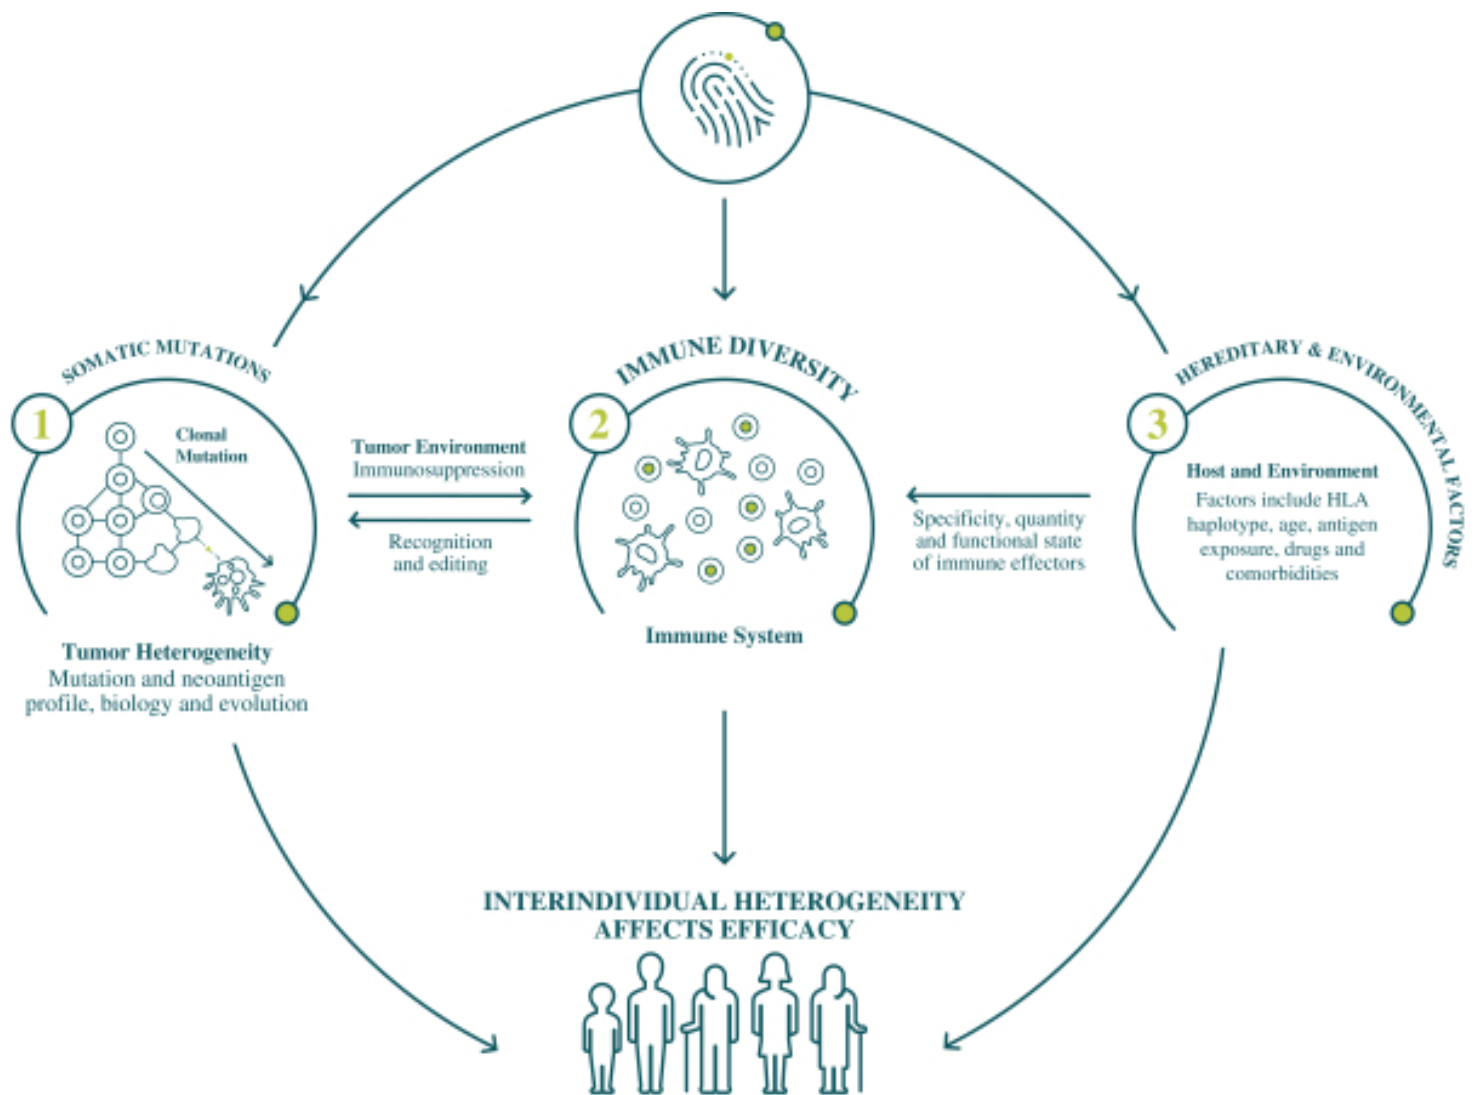 SOMATIC MUTATIONS
1
Clonal
Mutation
Tumor Heterogeneity
Mutation and neoantigen
profile, biology and evolution
Tumor Environment
Immunosuppression
Recognition
and editing
IMMUNE DIVERSITY
2
Immune System
Specificity, quantity
and functional state
of immune effectors
HEREDITARY & ENVIRONMENTAL FACTORS
3
Host and Environment
Factors include HLA
haplotype, age, antigen
exposure, drugs and
comorbidities
INTERINDIVIDUAL HETEROGENEITY
AFFECTS EFFICACY